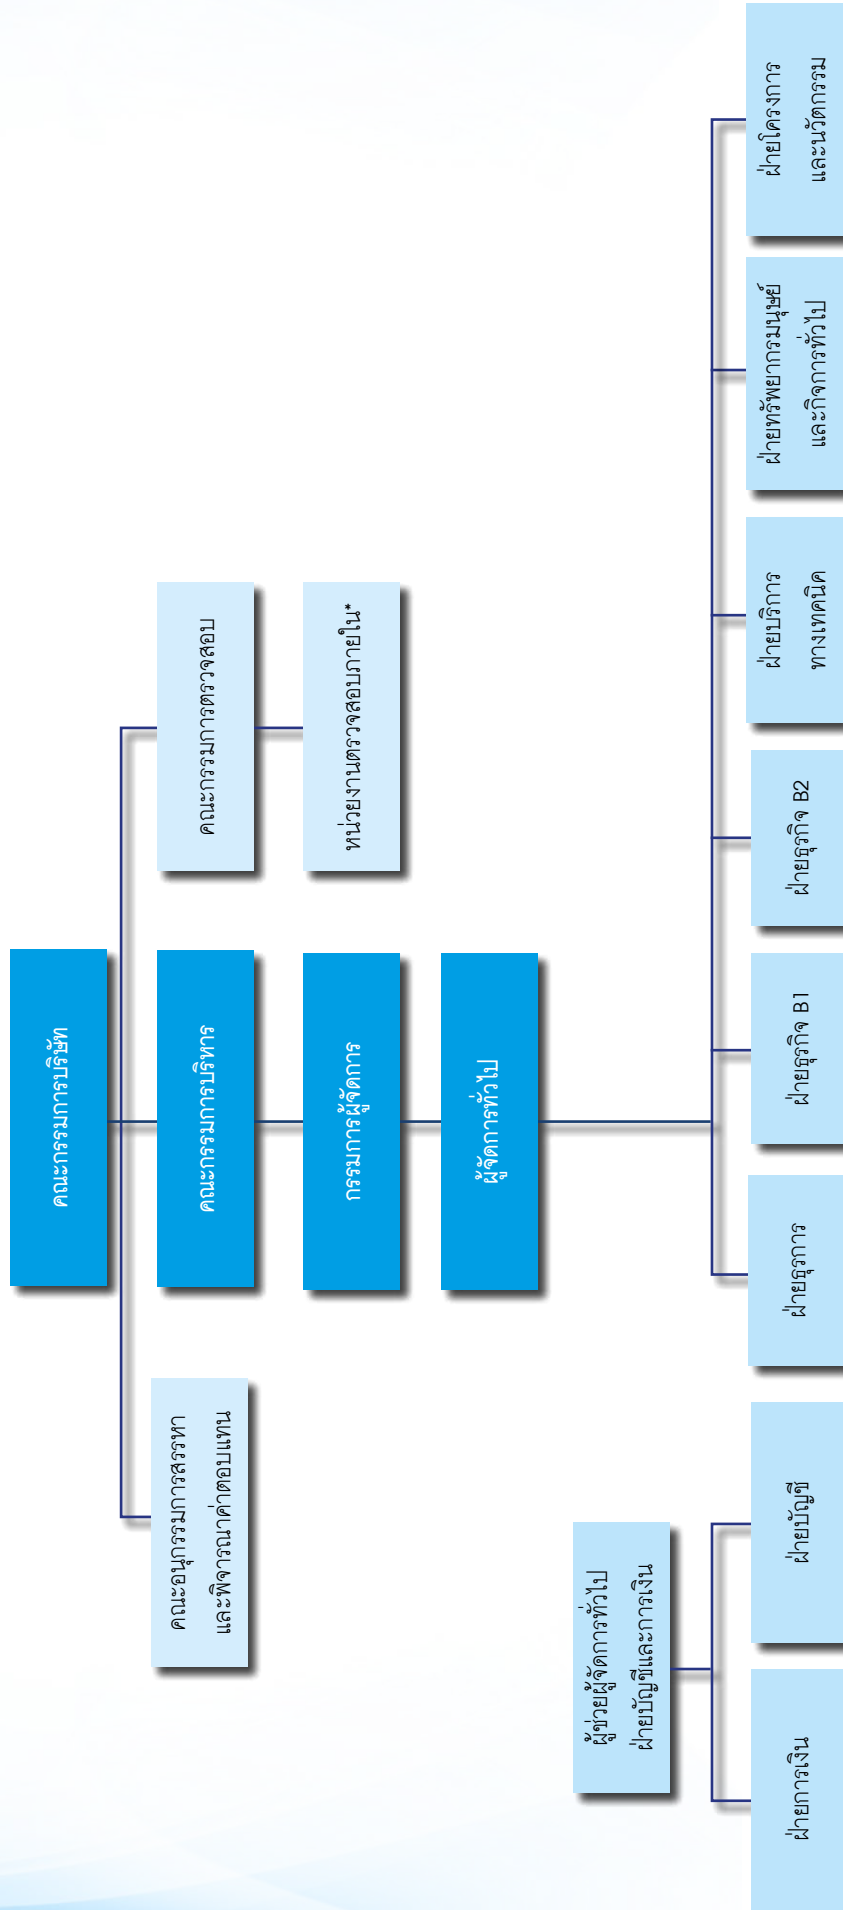 คณะกรรมการบริษัท
คณะอนุกรรมการสรรหา
และพิจารณาค่าตอบแทน
คณะกรรมการบริหาร
คณะกรรมการตรวจสอบ
กรรมการผู้จัดการ
หน่วยงานตรวจสอบภายใน*
ผู้จัดการทั่วไป
ผู้ช่วยผู้จัดการทั่วไป
ฝ่ายบัญชีและการเงิน
ฝ่ายการเงิน
ฝ่ายบัญชี
ฝ่ายธุรการ
ฝ่ายธุรกิจ B1
ฝ่ายธุรกิจ B2
ฝ่ายบริการ
ทางเทคนิค
ฝ่ายทรัพยากรมนุษย์
และกิจการทั่วไป
ฝ่ายโครงการ
และนวัตกรรม